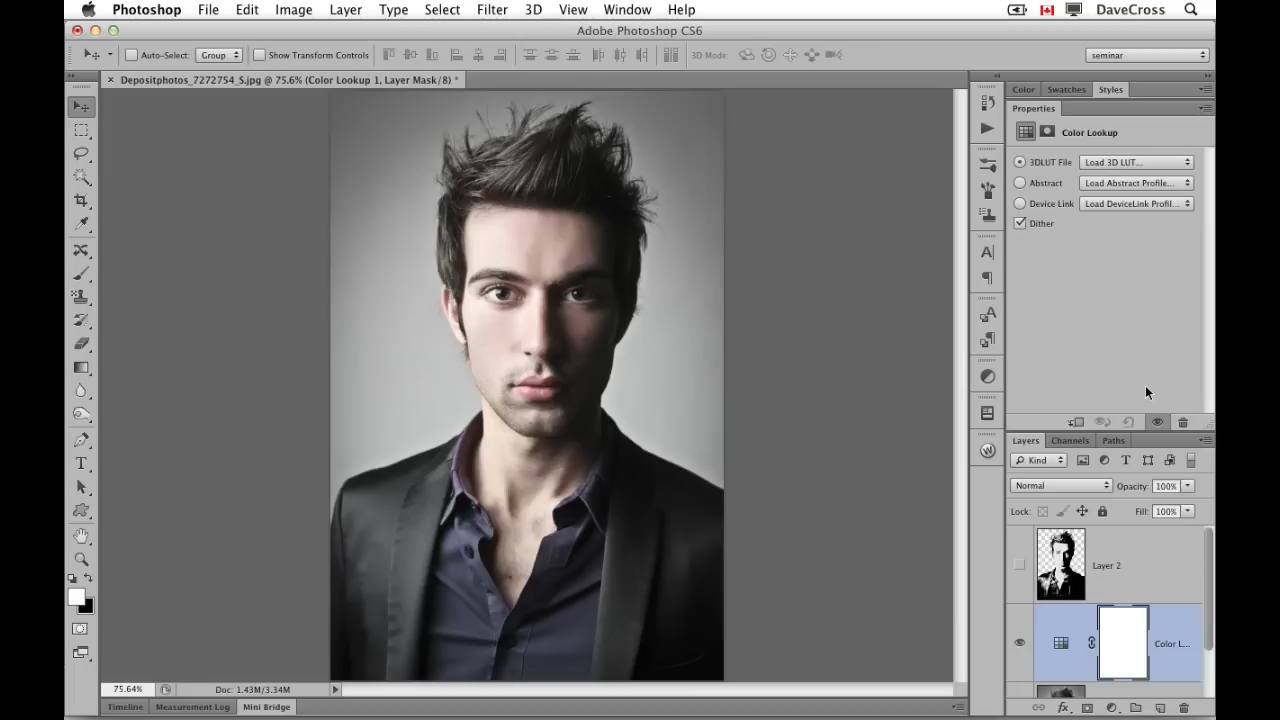 Photoshop File Edit Image Layer Type Select Filter 3D View Window Help DaveCross
Adobe Photoshop CS6
Auto-Select: Group Show Transform Controls 3D Mode: seminar
× Depositphotos_7272754_S.jpg @ 75.6% (Color Lookup 1, Layer Mask/8) *
Color Swatches Styles
Properties
Color Lookup
3DLUT File Load 3D LUT...
Abstract Load Abstract Profile...
Device Link Load DeviceLink Profil...
Dither
Layers Channels Paths
Kind
Normal Opacity: 100%
Lock: Fill: 100%
Layer 2
Color L...
75.64% Doc: 1.43M/3.34M
Timeline Measurement Log Mini Bridge